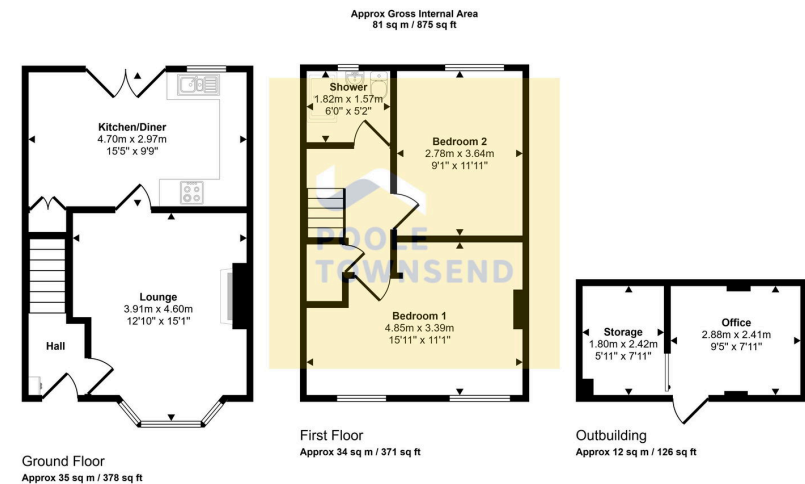 Approx Gross Internal Area
81 sq m / 875 sq ft
Kitchen/Diner
4.70m x 2.97m
15'5" x 9'9"
Lounge
3.91m x 4.60m
12'10" x 15'1"
Hall
Ground Floor
Approx 35 sq m / 378 sq ft
Shower
1.82m x 1.57m
6'0" x 5'2"
Bedroom 2
2.78m x 3.64m
9'1" x 11'11"
POOLE
TOWNSEND
Bedroom 1
4.85m x 3.39m
15'11" x 11'1"
First Floor
Approx 34 sq m / 371 sq ft
Storage
1.80m x 2.42m
5'11" x 7'11"
Office
2.88m x 2.41m
9'5" x 7'11"
Outbuilding
Approx 12 sq m / 126 sq ft